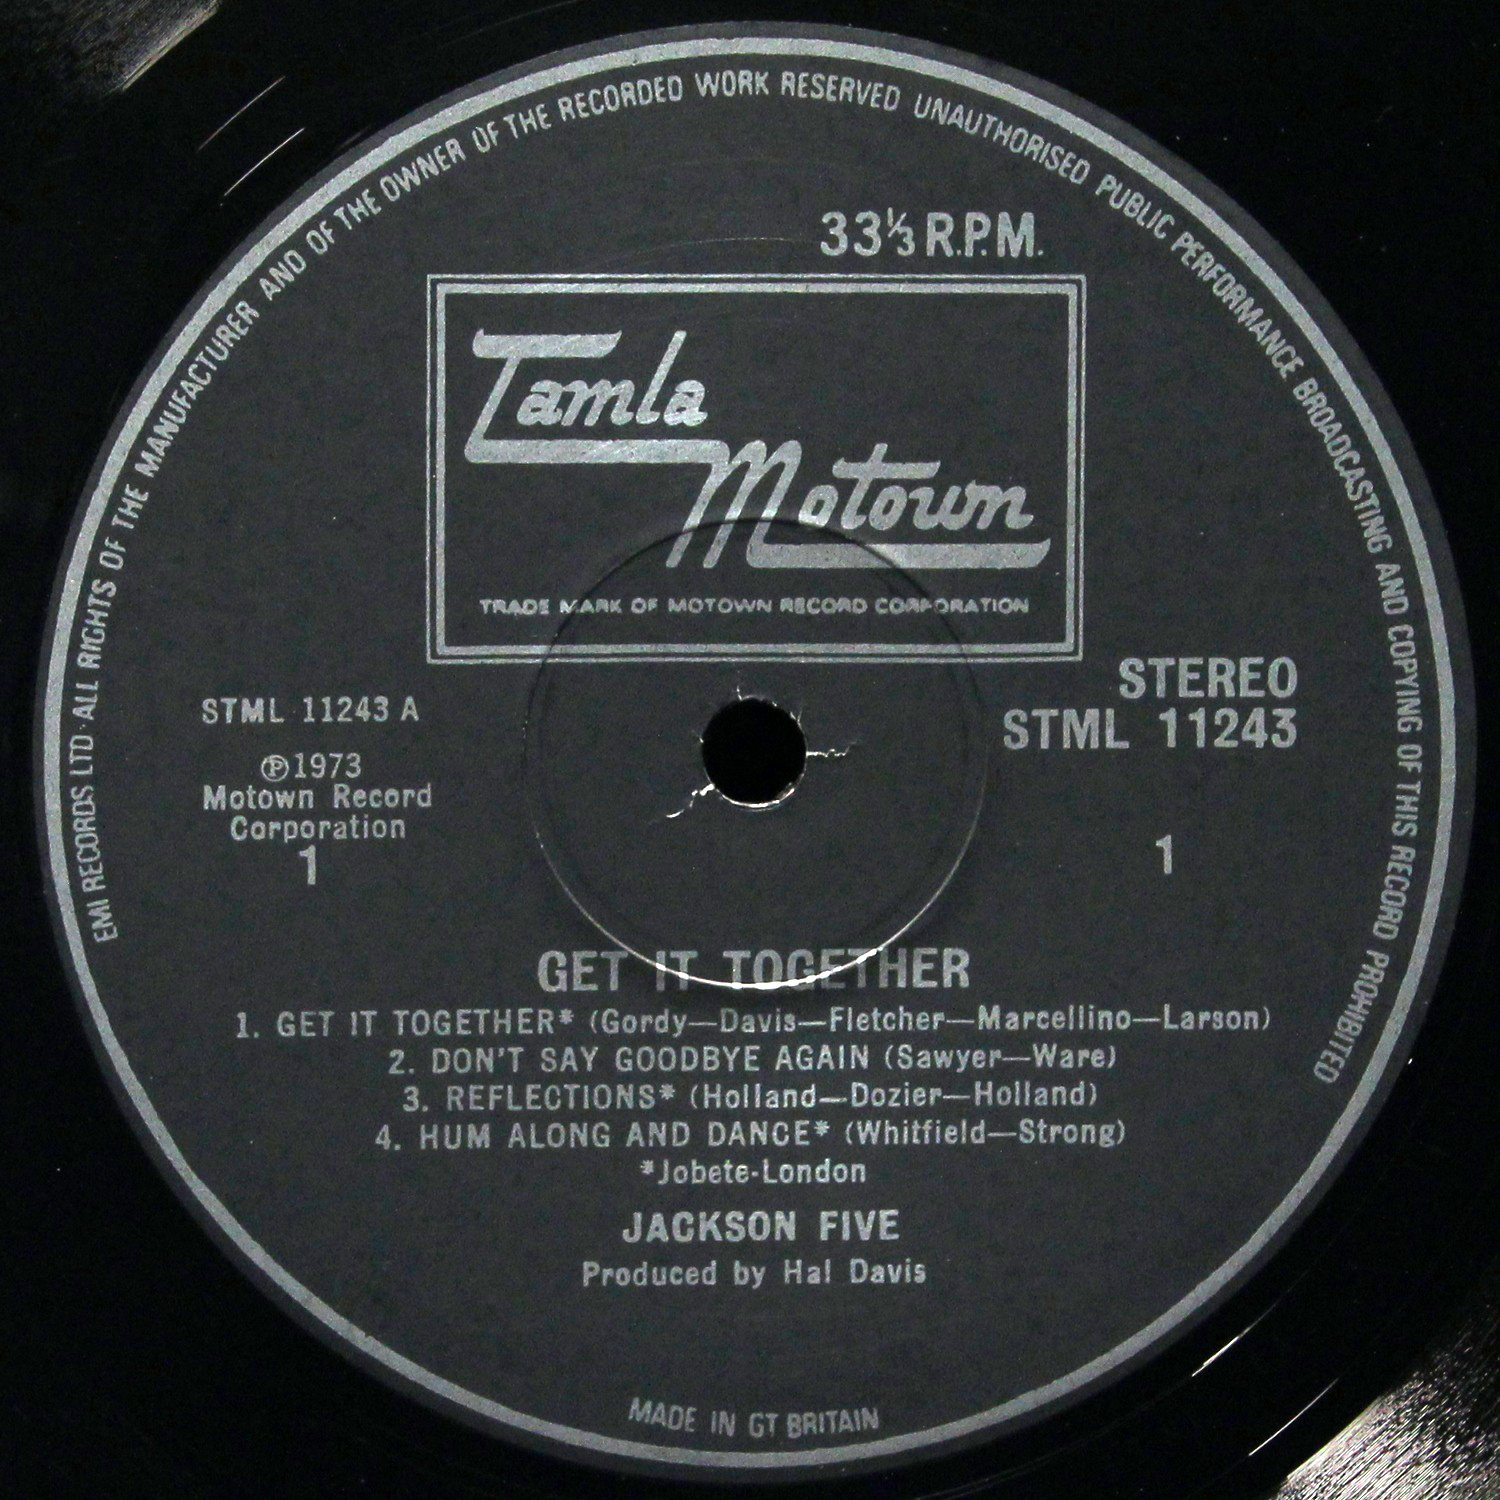 EMI RECORDS LTD · ALL RIGHTS OF THE MANUFACTURER AND OF THE OWNER OF THE RECORDED WORK RESERVED UNAUTHORISED PUBLIC PERFORMANCE BROADCASTING AND COPYING OF THIS RECORD PROHIBITED
33⅓ R.P.M.
Tamla
Motown
TRADE MARK OF MOTOWN RECORD CORPORATION
STEREO
STML 11243 A
STML 11243
℗1973
Motown Record
Corporation
1
1
GET IT TOGETHER
1. GET IT TOGETHER* (Gordy—Davis—Fletcher—Marcellino—Larson)
2. DON'T SAY GOODBYE AGAIN (Sawyer—Ware)
3. REFLECTIONS* (Holland—Dozier—Holland)
4. HUM ALONG AND DANCE* (Whitfield—Strong)
*Jobete-London
JACKSON FIVE
Produced by Hal Davis
MADE IN GT BRITAIN